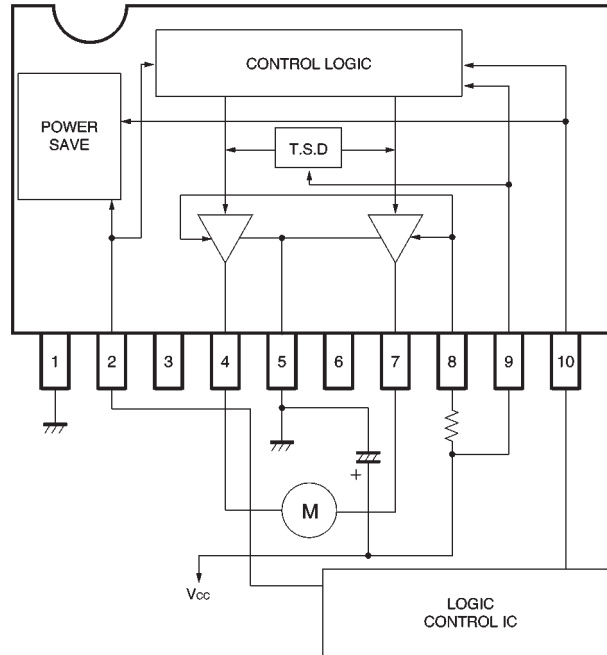 CONTROL LOGIC
POWER
SAVE
T.S.D
1 2 3 4 5 6 7 8 9 10
+
M
Vcc
LOGIC
CONTROL IC